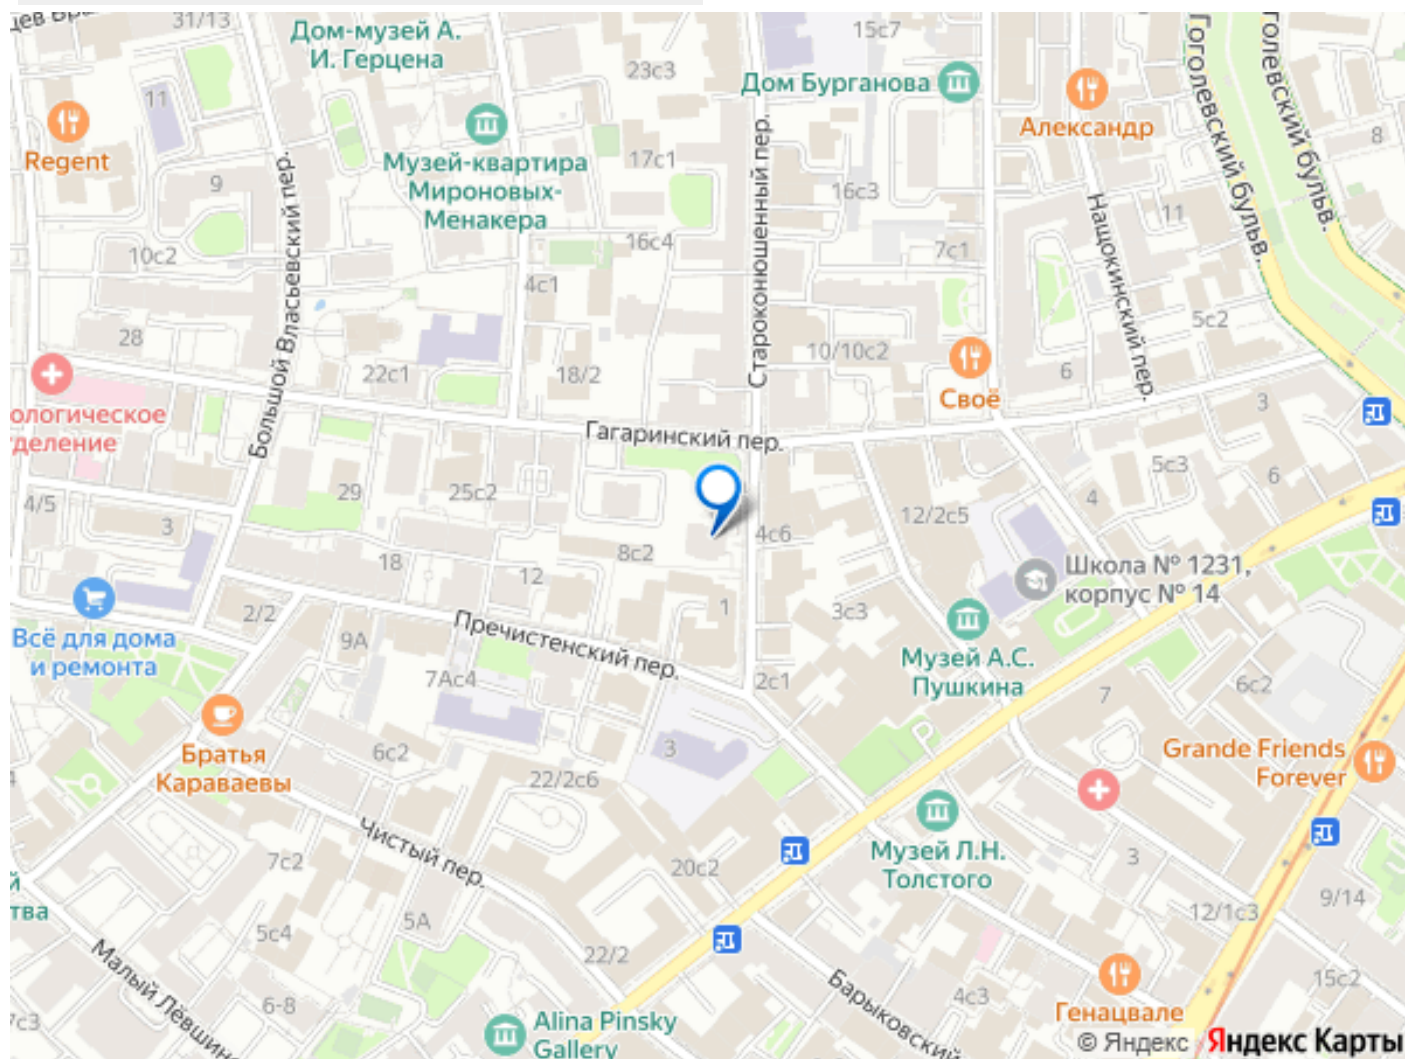 31/13
Дом-музей А.
И. Герцена
23с3
15с7
Дом Бурганова
Александр
Гоголевский бульв.
8
Regent
11
Музей-квартира
Мироновых-
Менакера
17с1
9
16с3
11
10с2
16с4
7с1
4с1
Большой Власьевский пер.
Староконюшенный пер.
Нащокинский пер.
5с2
28
22с1
18/2
10/10с2
Своё
6
3
ологическое
деление
Гагаринский пер.
5с3
6
4/5
3
29
25с2
12/2с5
4
8с2
4с6
18
12
Школа № 1231,
корпус № 14
Всё для дома
и ремонта
2/2
9А
Пречистенский пер.
1
3с3
Музей А.С.
Пушкина
7Ас4
2с1
6с2
7
Братья
Караваевы
6с2
22/2с6
3
Grande Friends
Forever
Чистый пер.
7с2
20с2
Музей Л.Н.
Толстого
3
9/14
12/1с3
й
тва
5А
5с4
22/2
Малый Лёвшинс
6-8
Барыковский
4с3
15с2
Генацвале
7с3
Alina Pinsky
Gallery
© Яндекс Яндекс Карты